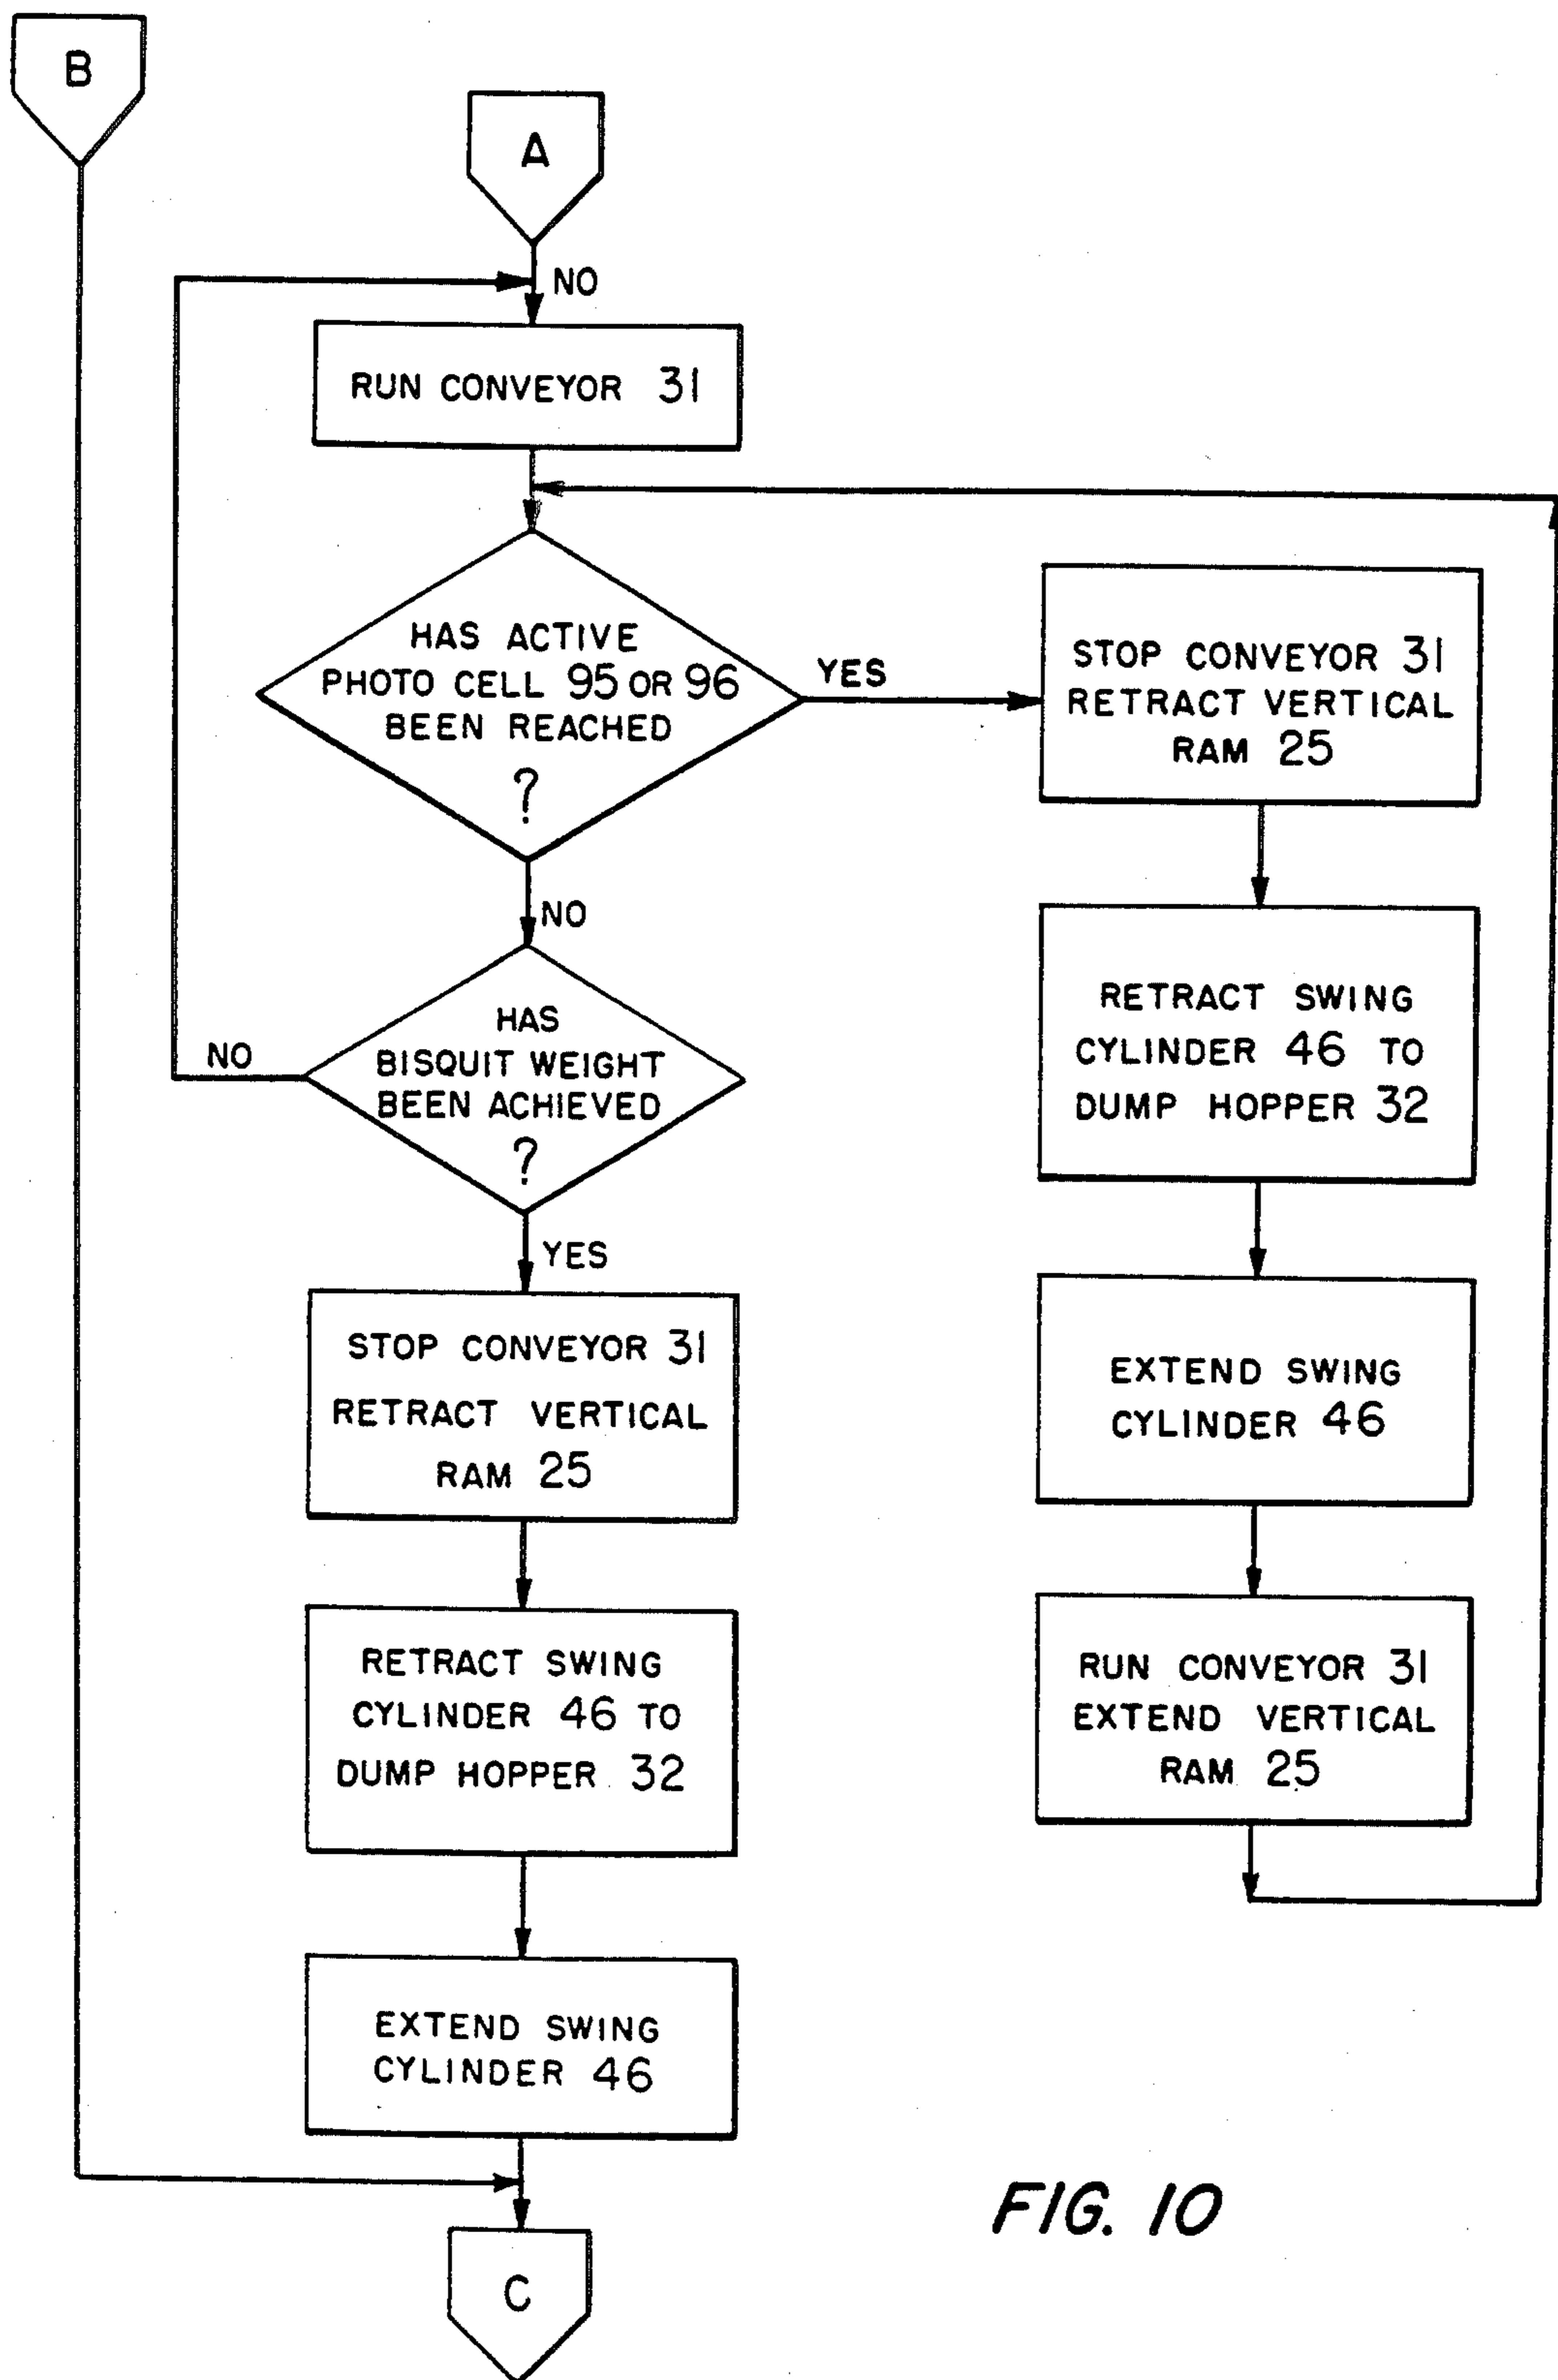 B
A
NO
RUN CONVEYOR 31
HAS ACTIVE
PHOTO CELL 95 OR 96
BEEN REACHED
?
YES
STOP CONVEYOR 31
RETRACT VERTICAL
RAM 25
RETRACT SWING
CYLINDER 46 TO
DUMP HOPPER 32
EXTEND SWING
CYLINDER 46
RUN CONVEYOR 31
EXTEND VERTICAL
RAM 25
NO
HAS
BISQUIT WEIGHT
BEEN ACHIEVED
?
NO
YES
STOP CONVEYOR 31
RETRACT VERTICAL
RAM 25
RETRACT SWING
CYLINDER 46 TO
DUMP HOPPER 32
EXTEND SWING
CYLINDER 46
C
FIG. 10